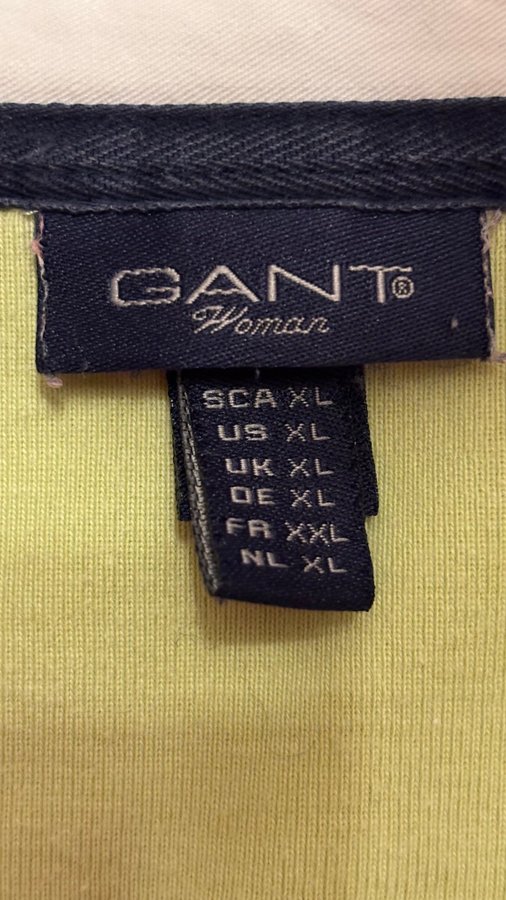 GANT®
Woman
SCA XL
US XL
UK XL
DE XL
FR XXL
NL XL